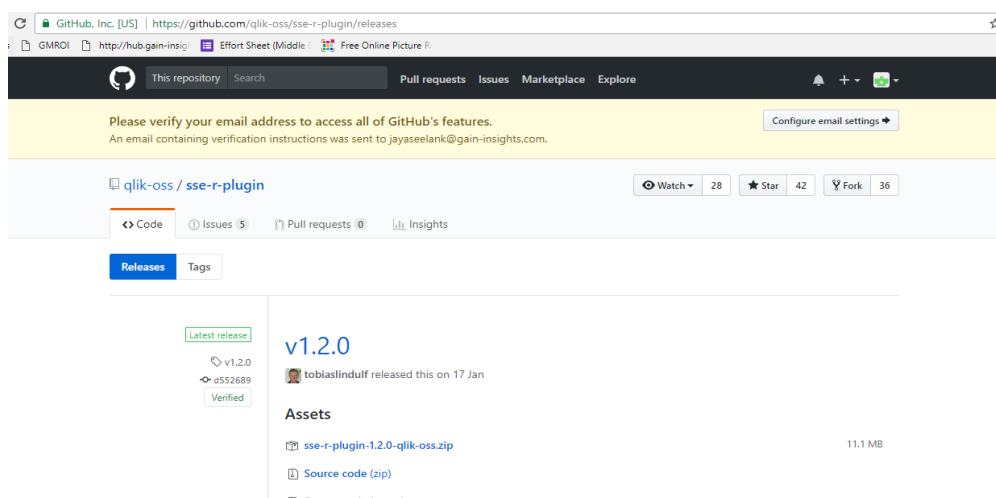 GitHub, Inc. [US] | https://github.com/qlik-oss/sse-r-plugin/releases
GMROI http://hub.gain-insig Effort Sheet (Middle Free Online Picture R
This repository Search Pull requests Issues Marketplace Explore
Please verify your email address to access all of GitHub's features.
An email containing verification instructions was sent to jayaseelank@gain-insights.com.
Configure email settings
qlik-oss / sse-r-plugin
Watch 28 Star 42 Fork 36
Code Issues 5 Pull requests 0 Insights
Releases Tags
Latest release
v1.2.0
d552689
Verified
v1.2.0
tobiaslindulf released this on 17 Jan
Assets
sse-r-plugin-1.2.0-qlik-oss.zip 11.1 MB
Source code (zip)